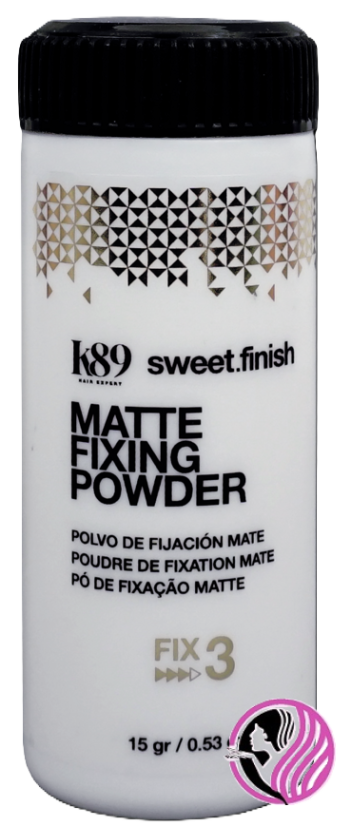 k89 sweet.finish
HAIR EXPERT
MATTE
FIXING
POWDER
POLVO DE FIJACIÓN MATE
POUDRE DE FIXATION MATE
PÓ DE FIXAÇÃO MATTE
FIX 3
15 gr / 0.53